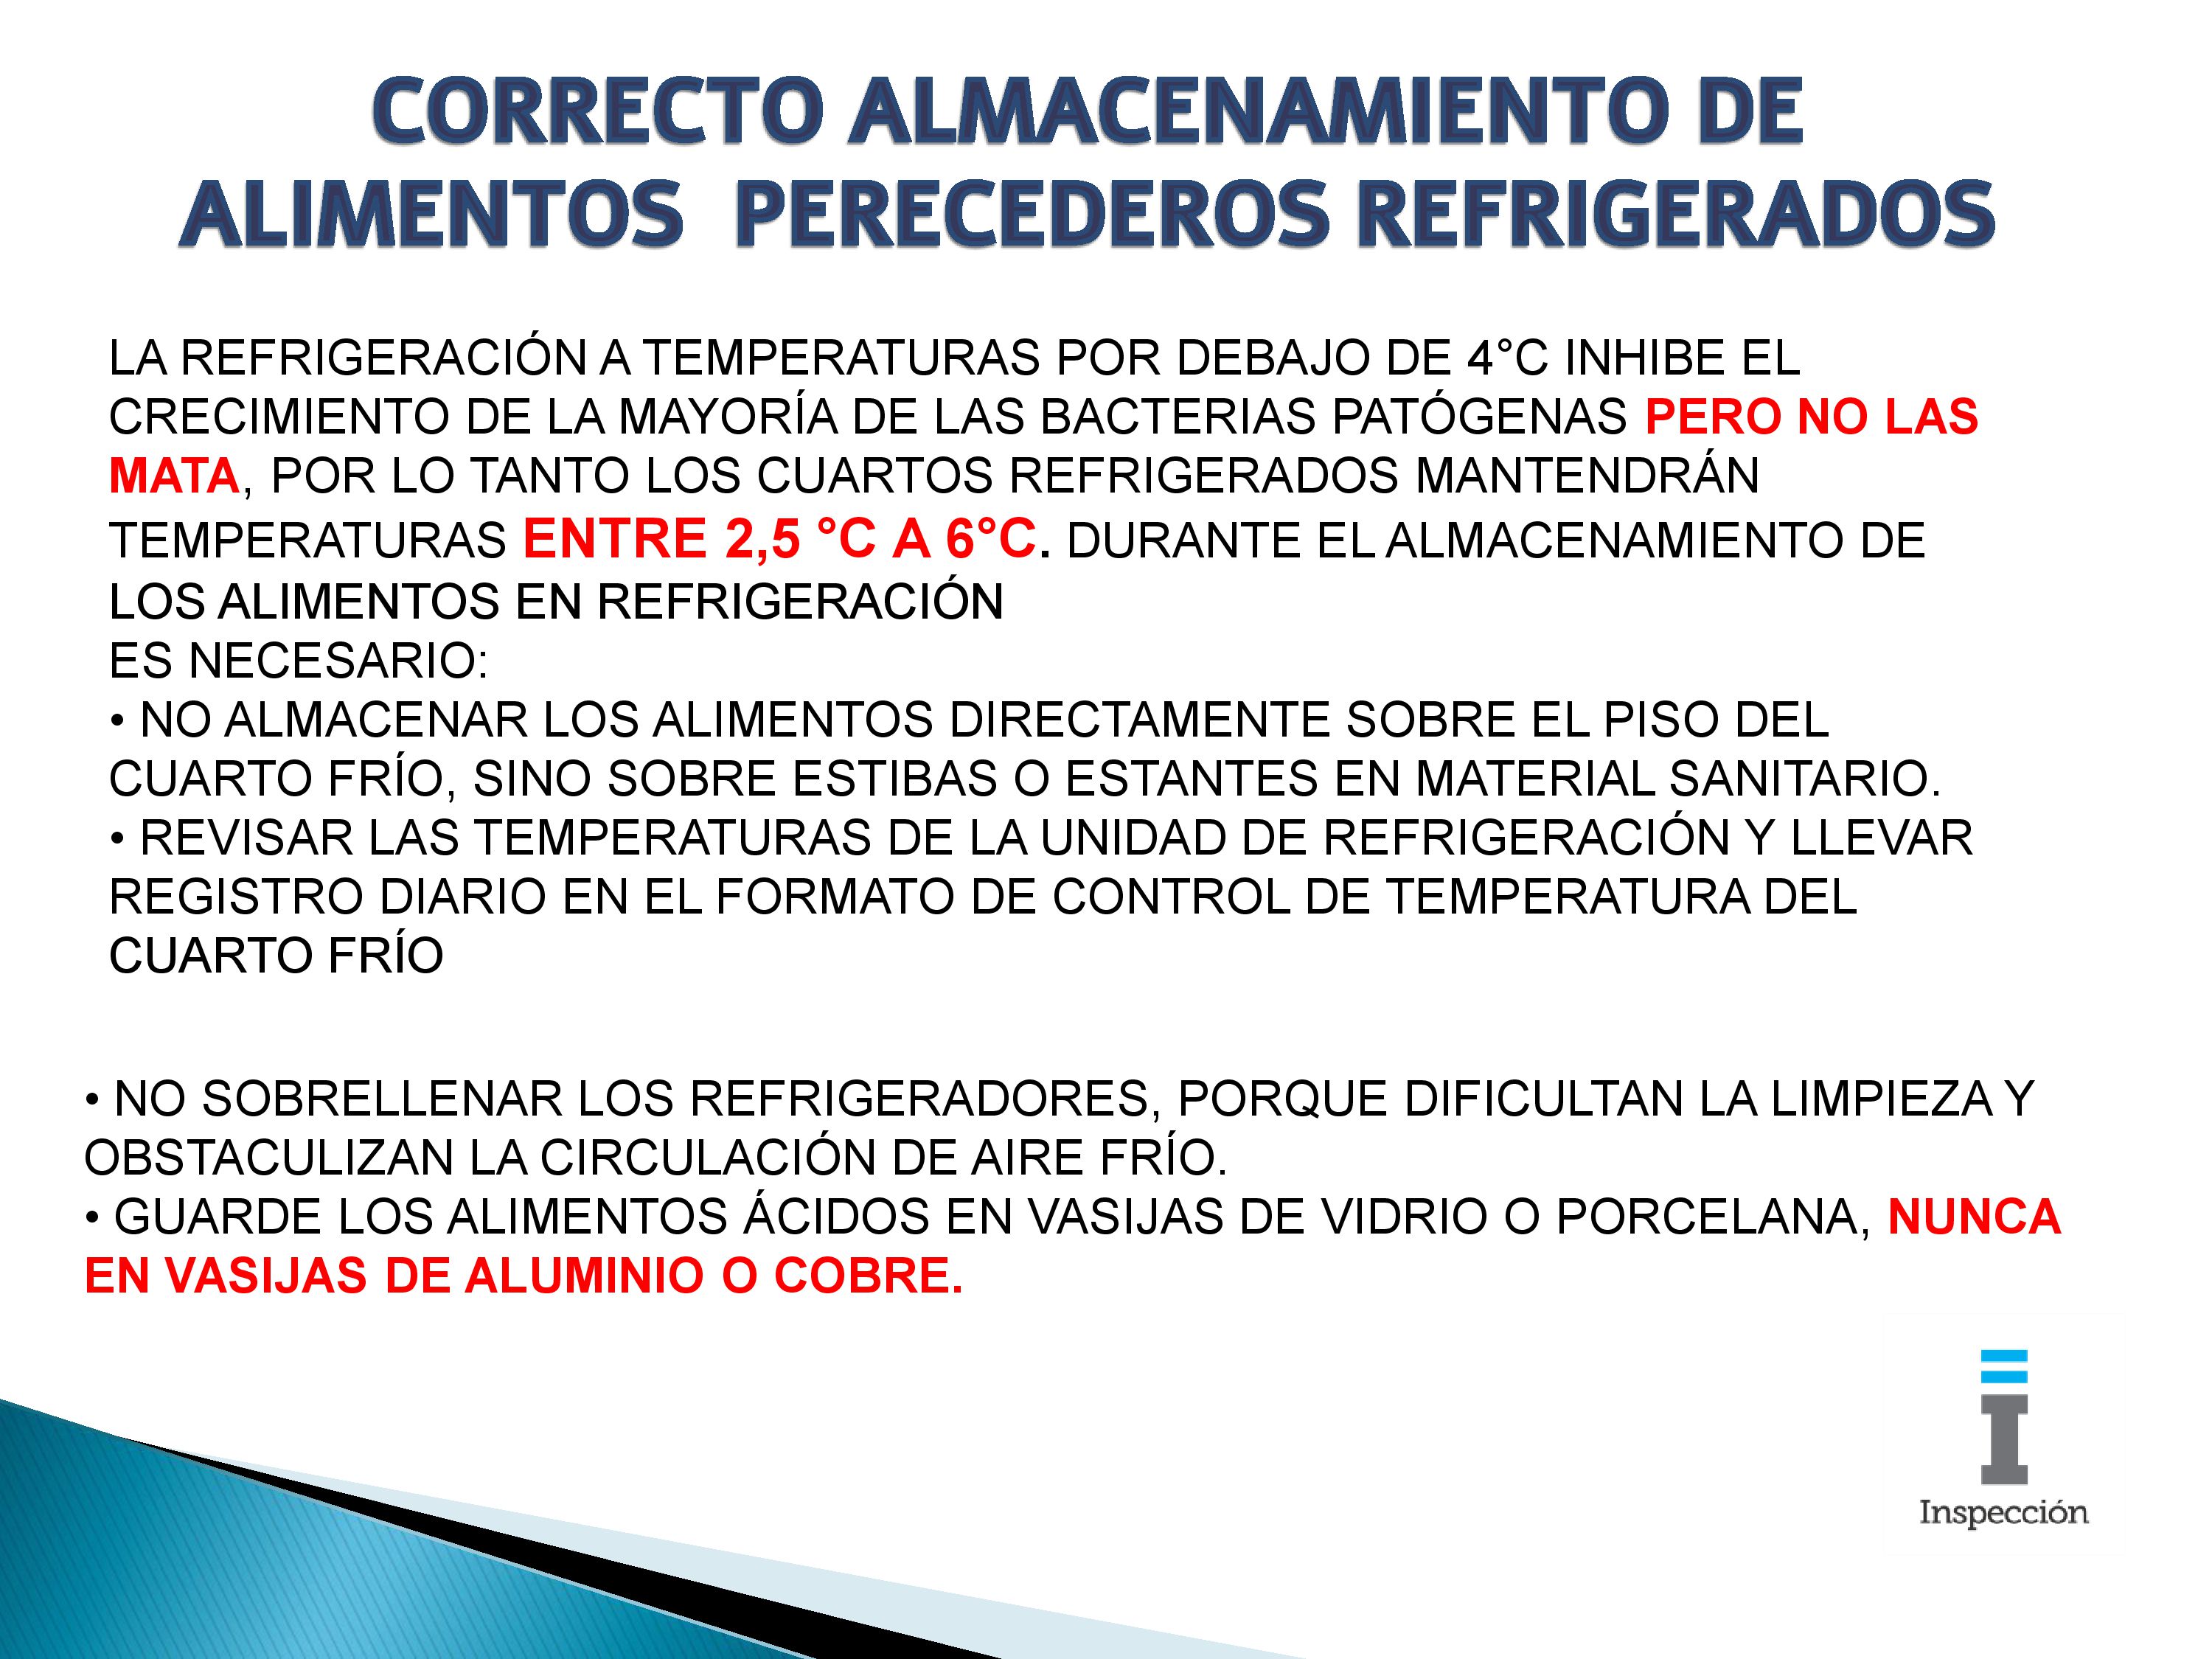 CORRECTO ALMACENAMIENTO DE
ALIMENTOS PERECEDEROS REFRIGERADOS
LA REFRIGERACIÓN A TEMPERATURAS POR DEBAJO DE 4°C INHIBE EL
CRECIMIENTO DE LA MAYORÍA DE LAS BACTERIAS PATÓGENAS PERO NO LAS
MATA, POR LO TANTO LOS CUARTOS REFRIGERADOS MANTENDRÁN
TEMPERATURAS ENTRE 2,5 °C A 6°C. DURANTE EL ALMACENAMIENTO DE
LOS ALIMENTOS EN REFRIGERACIÓN
ES NECESARIO:
• NO ALMACENAR LOS ALIMENTOS DIRECTAMENTE SOBRE EL PISO DEL
CUARTO FRÍO, SINO SOBRE ESTIBAS O ESTANTES EN MATERIAL SANITARIO.
• REVISAR LAS TEMPERATURAS DE LA UNIDAD DE REFRIGERACIÓN Y LLEVAR
REGISTRO DIARIO EN EL FORMATO DE CONTROL DE TEMPERATURA DEL
CUARTO FRÍO
• NO SOBRELLENAR LOS REFRIGERADORES, PORQUE DIFICULTAN LA LIMPIEZA Y
OBSTACULIZAN LA CIRCULACIÓN DE AIRE FRÍO.
• GUARDE LOS ALIMENTOS ÁCIDOS EN VASIJAS DE VIDRIO O PORCELANA, NUNCA
EN VASIJAS DE ALUMINIO O COBRE.
Inspección